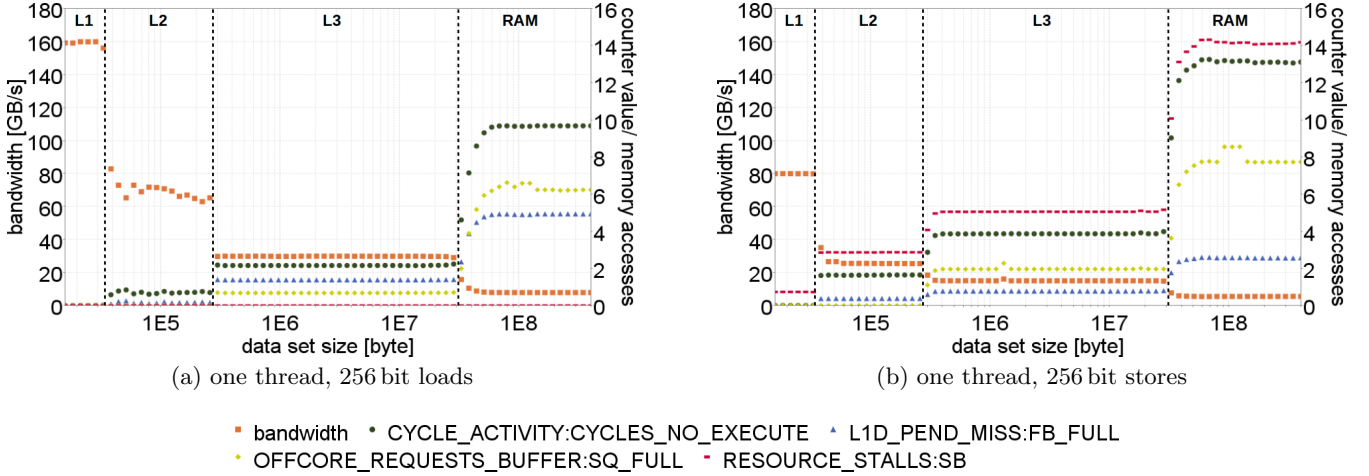 L1 L2 L3 RAM
180
160
140
120
100
80
60
40
20
0
bandwidth [GB/s]
16
14
12
10
8
6
4
2
0
counter value/ memory accesses
1E5 1E6 1E7 1E8
data set size [byte]
(a) one thread, 256 bit loads
L1 L2 L3 RAM
180
160
140
120
100
80
60
40
20
0
bandwidth [GB/s]
16
14
12
10
8
6
4
2
0
counter value/ memory accesses
1E5 1E6 1E7 1E8
data set size [byte]
(b) one thread, 256 bit stores
bandwidth CYCLE_ACTIVITY:CYCLES_NO_EXECUTE L1D_PEND_MISS:FB_FULL
OFFCORE_REQUESTS_BUFFER:SQ_FULL RESOURCE_STALLS:SB